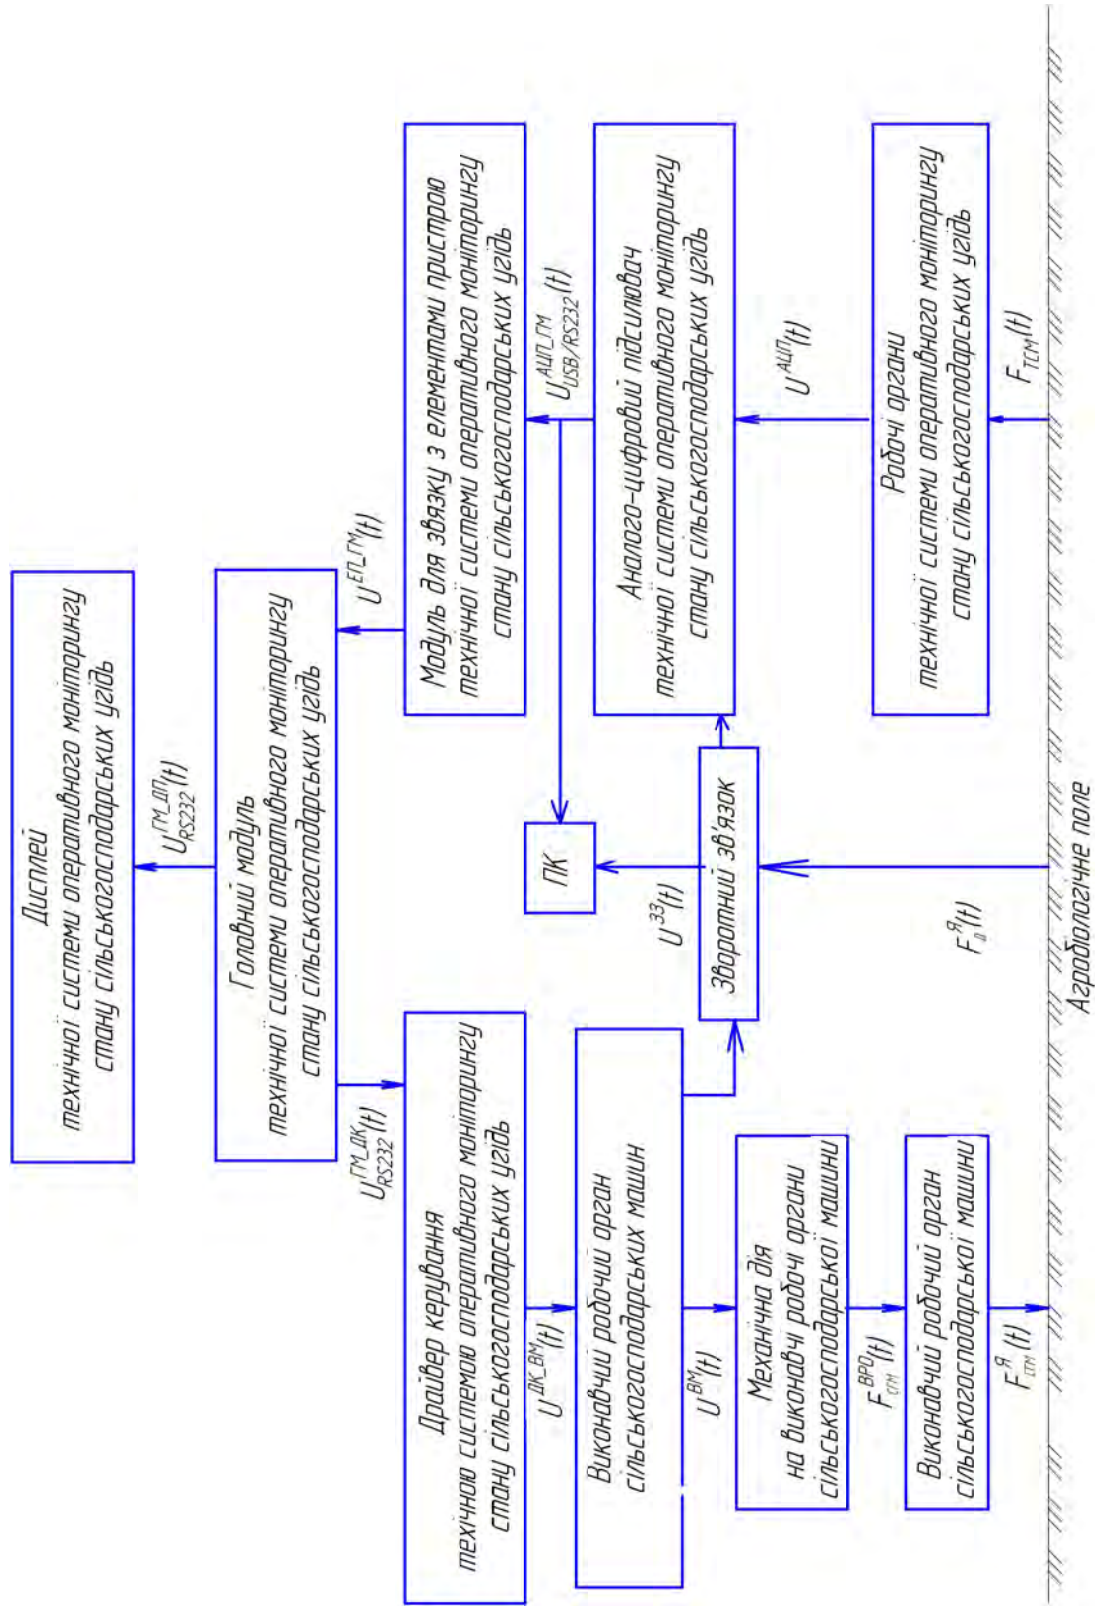 Дисплей
технічної системи оперативного моніторингу
стану сільськогосподарських угідь
U^{ГМ_ДП}_{RS232}(t)
Головний модуль
технічної системи оперативного моніторингу
стану сільськогосподарських угідь
U^{ГМ_ДК}_{RS232}(t)
U^{ЕП_ГМ}(t)
Драйвер керування
техічною системою оперативного моніторингу
стану сільськогосподарських угідь
Модуль для звязку з елементами пристрою
технічної системи оперативного моніторингу
стану сільськогосподарських угідь
U^{ДК_ВМ}(t)
U^{АЦП_ГМ}_{USB/RS232}(t)
ПК
Виконавчий робочий орган
сільськогосподарських машин
Аналого-цифровий підсилювач
технічної системи оперативного моніторингу
стану сільськогосподарських угідь
U^{ЗЗ}(t)
Зворотний зв'язок
U^{ВМ}(t)
U^{АЦП}(t)
Механічна дія
на виконавчі робочі органи
сільськогосподарської машини
F^{ВРО}_{СГМ}(t)
Робочі органи
технічної системи оперативного моніторингу
стану сільськогосподарських угідь
Виконавчий робочий орган
сільськогосподарської машини
F^{Я}_{СГМ}(t)
F^{Я}_{Д}(t)
F_{ТСМ}(t)
Агробіологічне поле